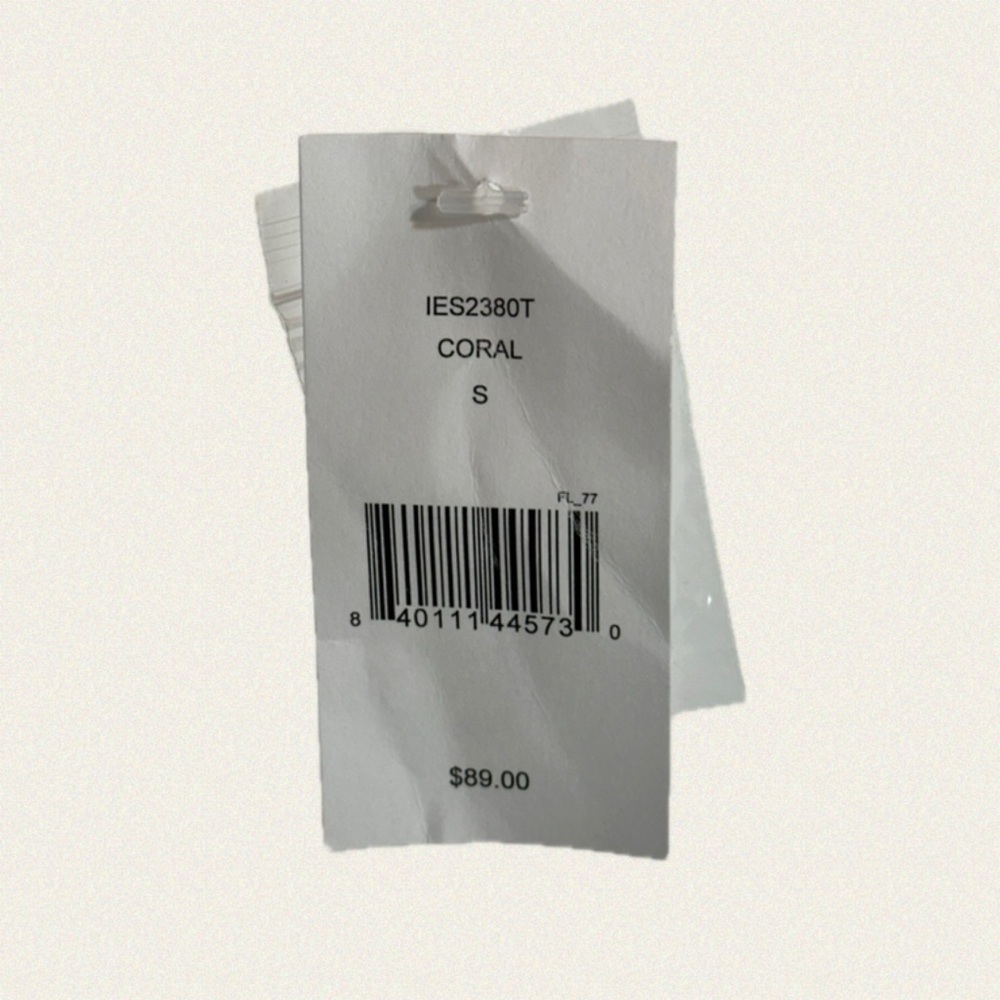 IES2380T
CORAL
S
FL_77
8 40111 44573 0
$89.00